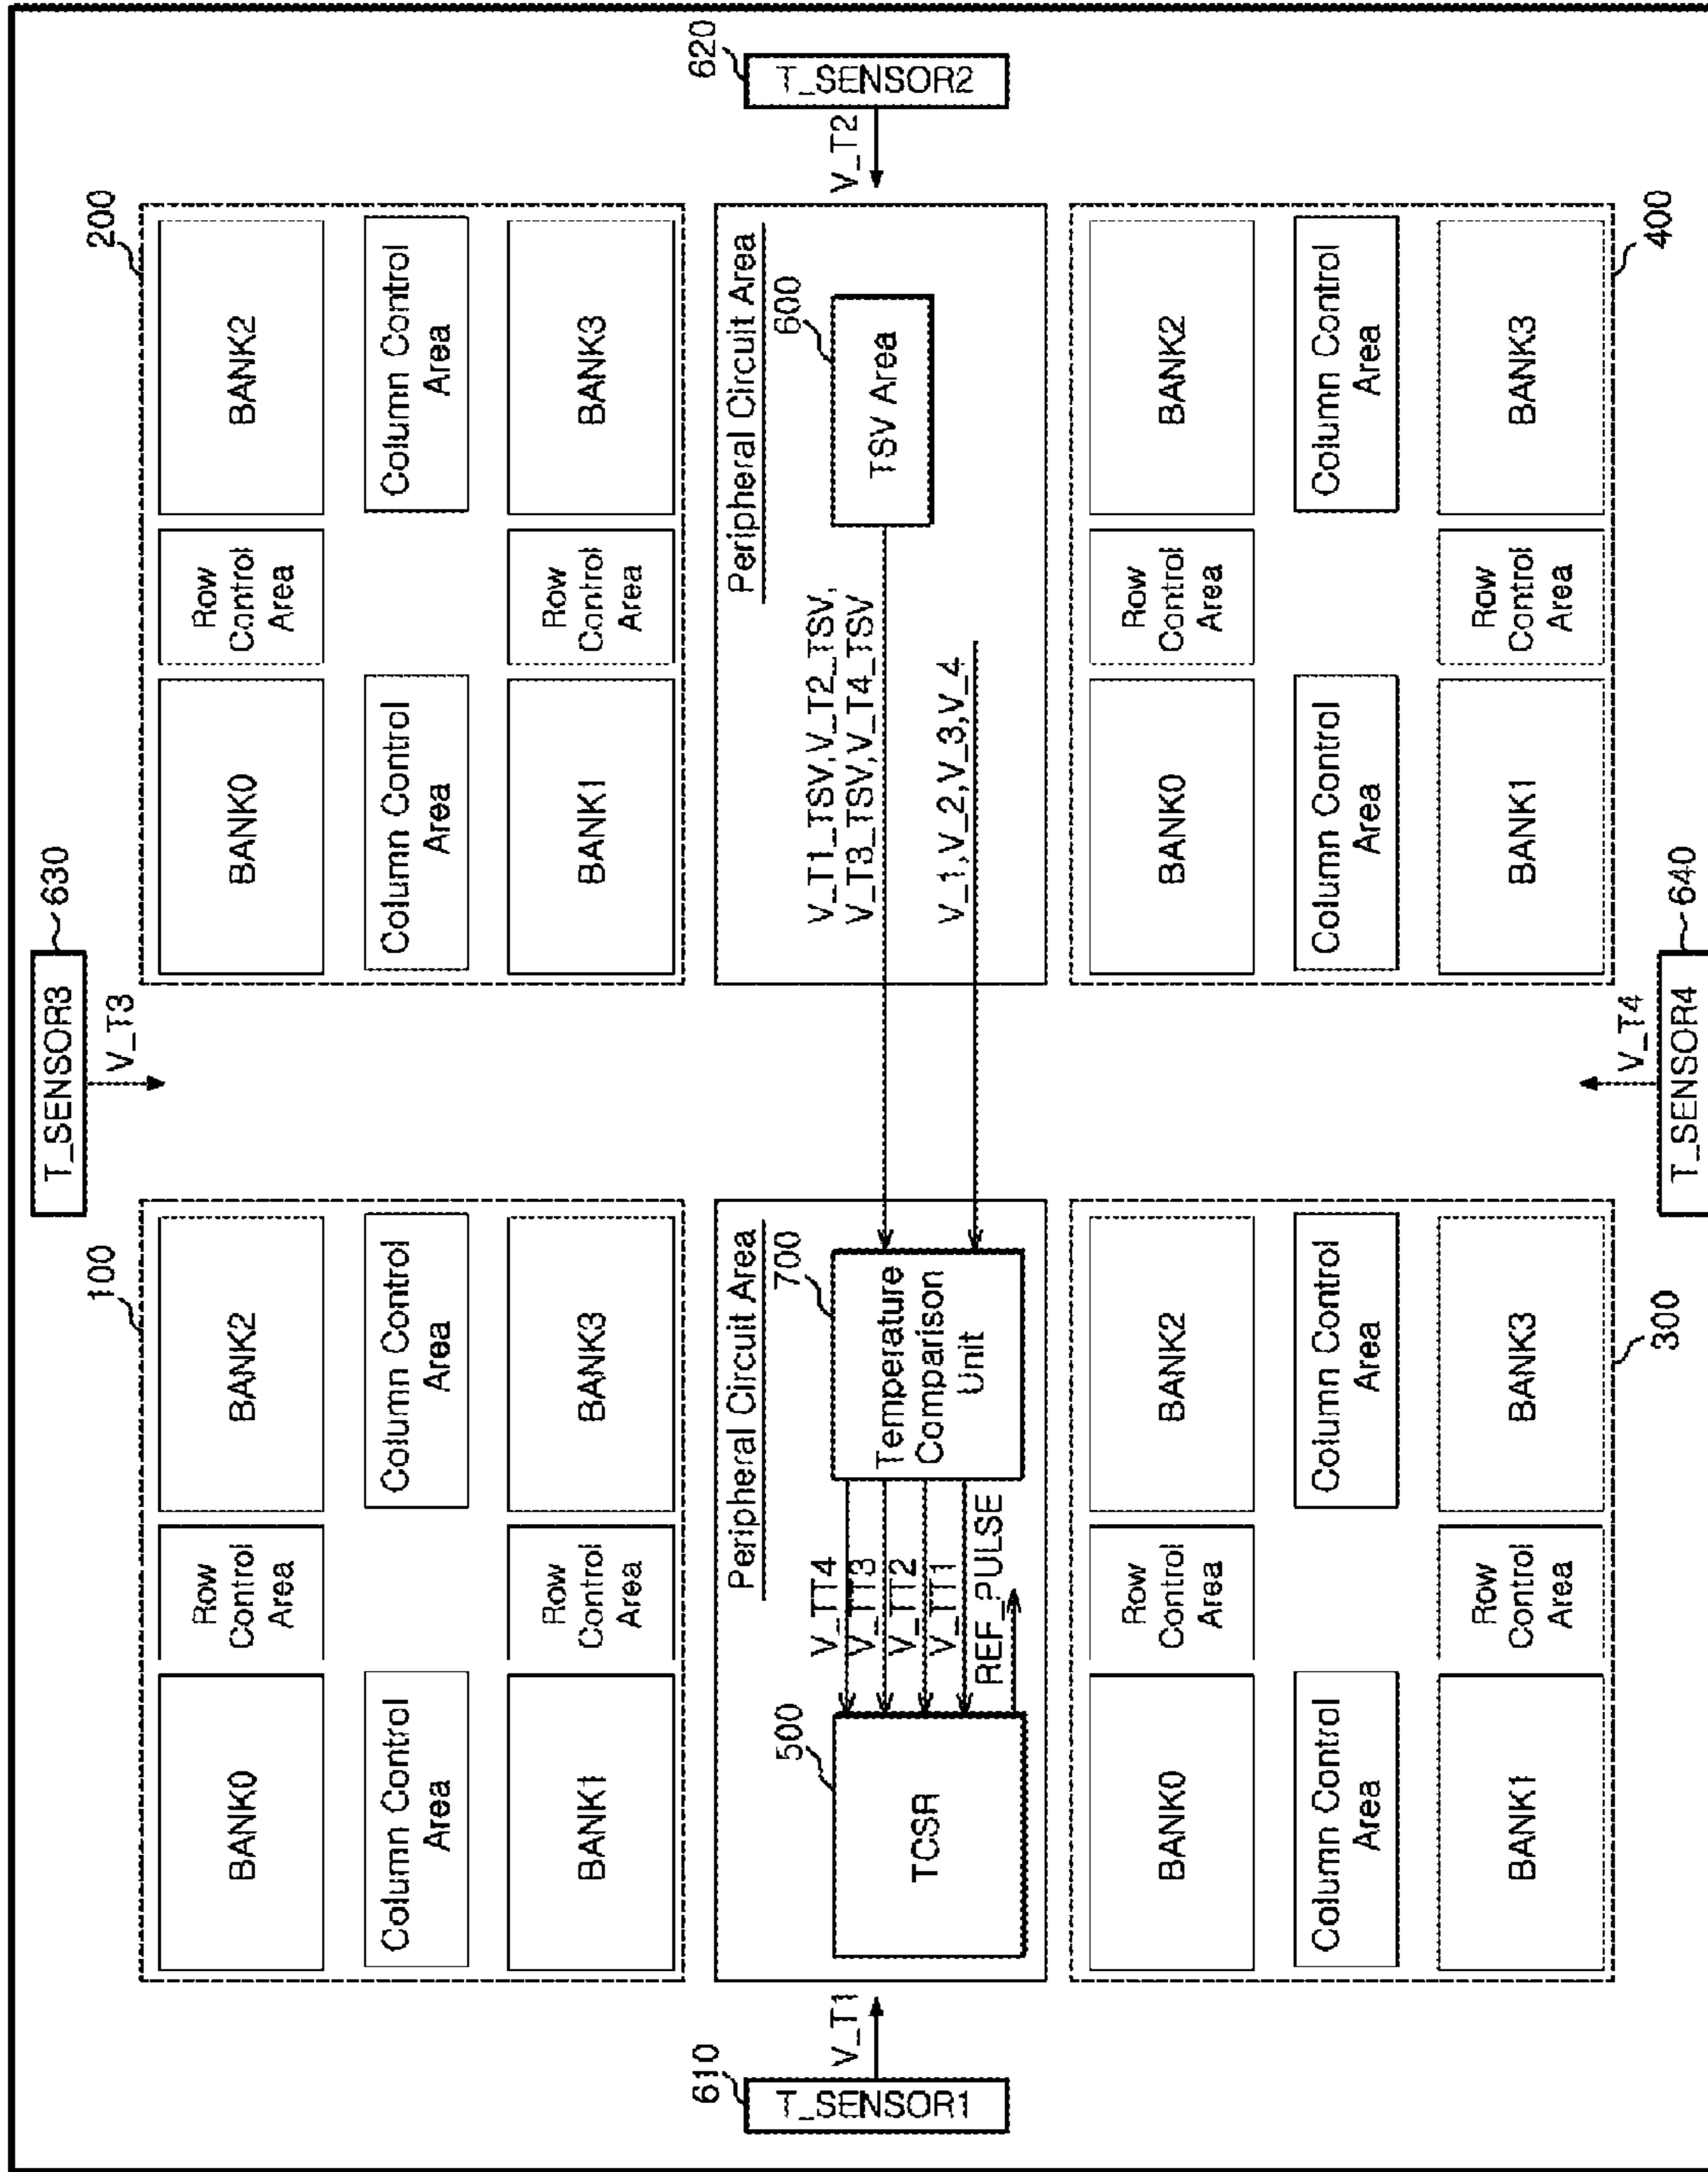 T_SENSOR3
630
V_T3
100
BANK0
Row
Control
Area
BANK2
Column Control
Area
Column Control
Area
BANK1
Row
Control
Area
BANK3
200
BANK0
Row
Control
Area
BANK2
Column Control
Area
Column Control
Area
BANK1
Row
Control
Area
BANK3
610
T_SENSOR1
V_T1
Peripheral Circuit Area
500
TCSR
V_TT4
V_TT3
V_TT2
V_TT1
REF_PULSE
700
Temperature
Comparison
Unit
Peripheral Circuit Area
V_T1_TSV,V_T2_TSV,
V_T3_TSV,V_T4_TSV
V_1,V_2,V_3,V_4
600
TSV Area
620
T_SENSOR2
V_T2
BANK0
Row
Control
Area
BANK2
Column Control
Area
Column Control
Area
BANK1
Row
Control
Area
BANK3
300
BANK0
Row
Control
Area
BANK2
Column Control
Area
Column Control
Area
BANK1
Row
Control
Area
BANK3
400
V_T4
T_SENSOR4
640